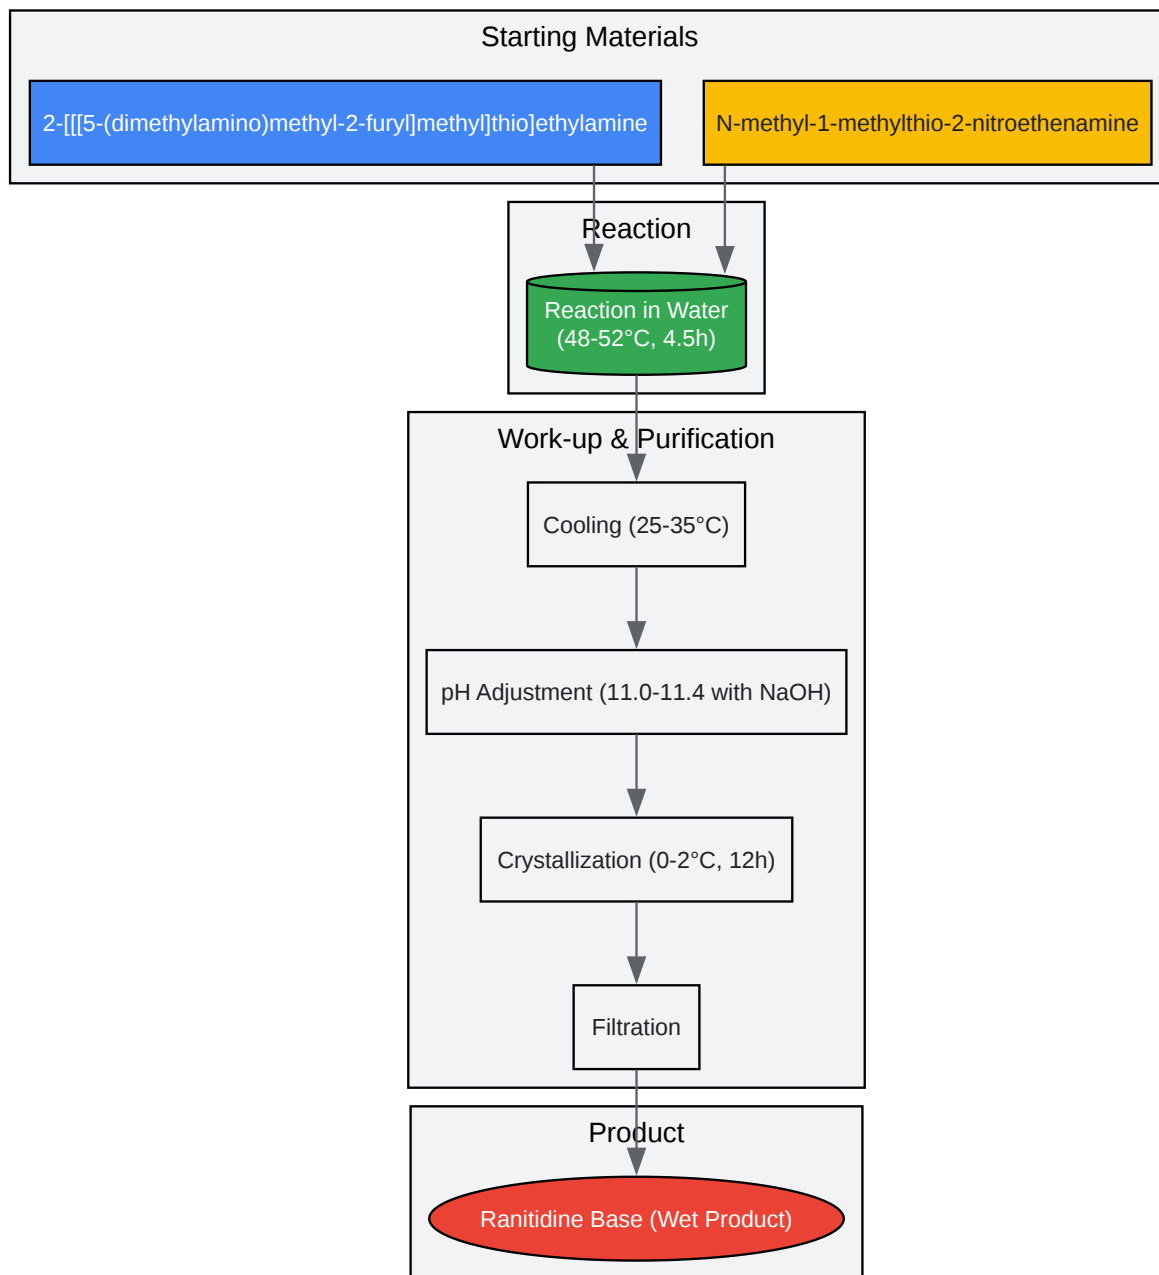 Starting Materials
2-[[[5-(dimethylamino)methyl-2-furyl]methyl]thio]ethylamine
N-methyl-1-methylthio-2-nitroethenamine
Reaction
Reaction in Water
(48-52°C, 4.5h)
Work-up & Purification
Cooling (25-35°C)
pH Adjustment (11.0-11.4 with NaOH)
Crystallization (0-2°C, 12h)
Filtration
Product
Ranitidine Base (Wet Product)